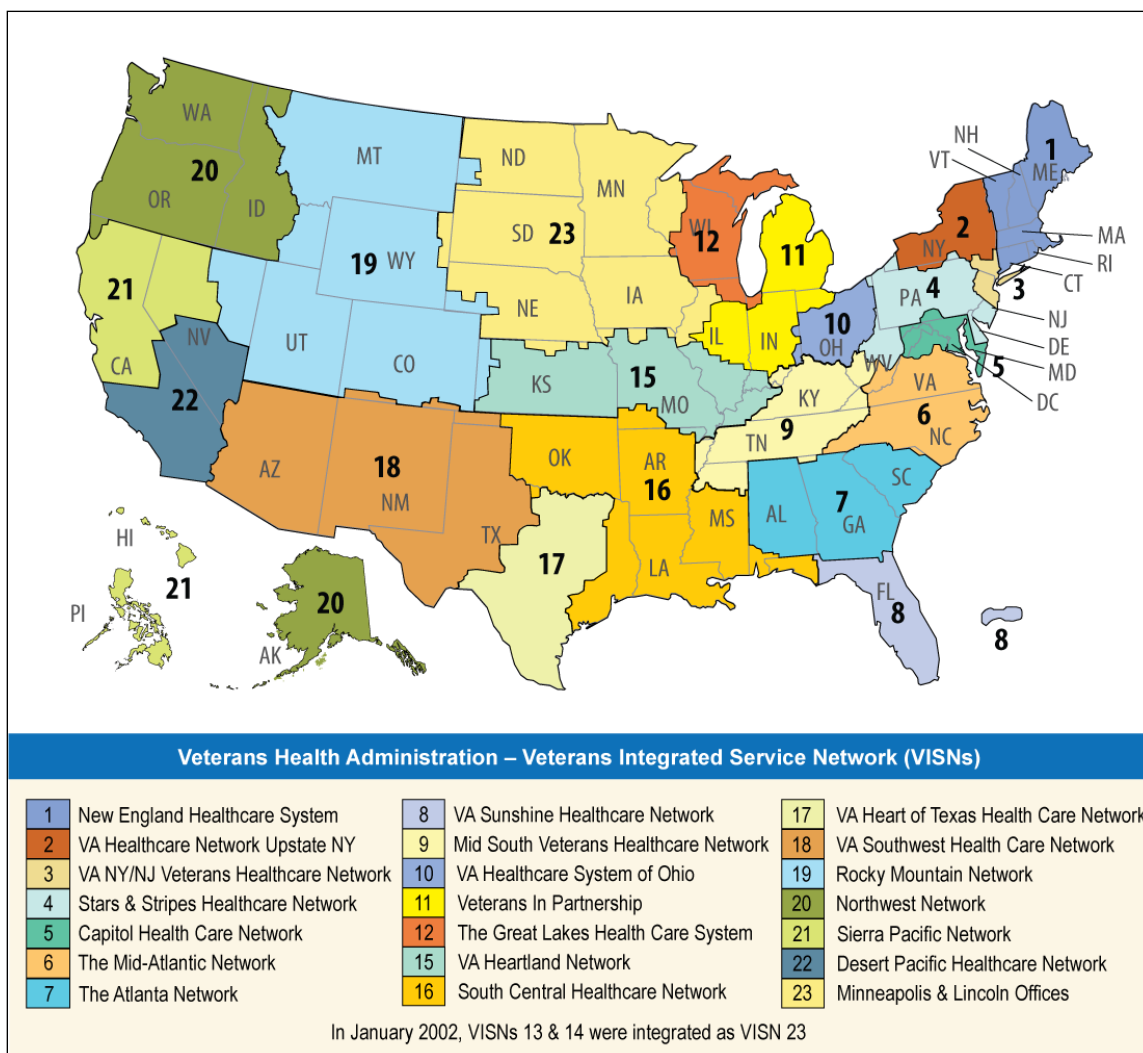 WA
MT
ND
MN
NH
VT
1
ME
20
OR
ID
SD
23
WI
12
2
NY
MA
RI
CT
19
WY
11
4
PA
3
21
NE
IA
10
OH
IL
IN
NJ
DE
MD
DC
5
NV
UT
CO
CA
22
KS
15
MO
WV
VA
KY
6
NC
9
TN
AZ
18
NM
OK
AR
16
SC
7
GA
AL
MS
TX
17
LA
HI
21
PI
20
AK
FL
8
8
Veterans Health Administration – Veterans Integrated Service Network (VISNs)
1 New England Healthcare System
2 VA Healthcare Network Upstate NY
3 VA NY/NJ Veterans Healthcare Network
4 Stars & Stripes Healthcare Network
5 Capitol Health Care Network
6 The Mid-Atlantic Network
7 The Atlanta Network
8 VA Sunshine Healthcare Network
9 Mid South Veterans Healthcare Network
10 VA Healthcare System of Ohio
11 Veterans In Partnership
12 The Great Lakes Health Care System
15 VA Heartland Network
16 South Central Healthcare Network
17 VA Heart of Texas Health Care Network
18 VA Southwest Health Care Network
19 Rocky Mountain Network
20 Northwest Network
21 Sierra Pacific Network
22 Desert Pacific Healthcare Network
23 Minneapolis & Lincoln Offices
In January 2002, VISNs 13 & 14 were integrated as VISN 23